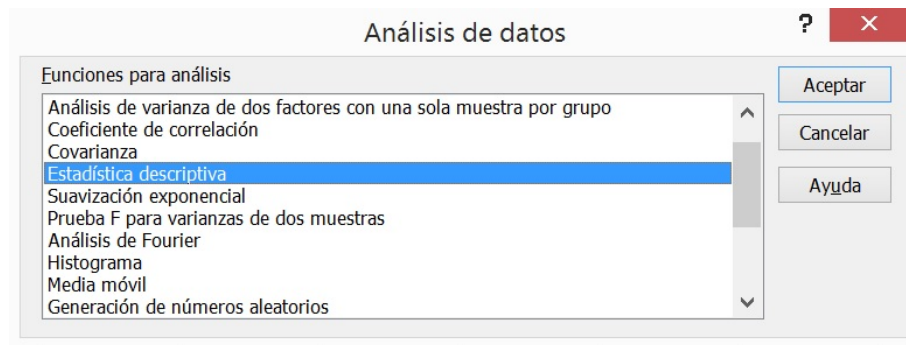 Análisis de datos
?
Funciones para análisis
Análisis de varianza de dos factores con una sola muestra por grupo
Coeficiente de correlación
Covarianza
Estadística descriptiva
Suavización exponencial
Prueba F para varianzas de dos muestras
Análisis de Fourier
Histograma
Media móvil
Generación de números aleatorios
Aceptar
Cancelar
Ayuda